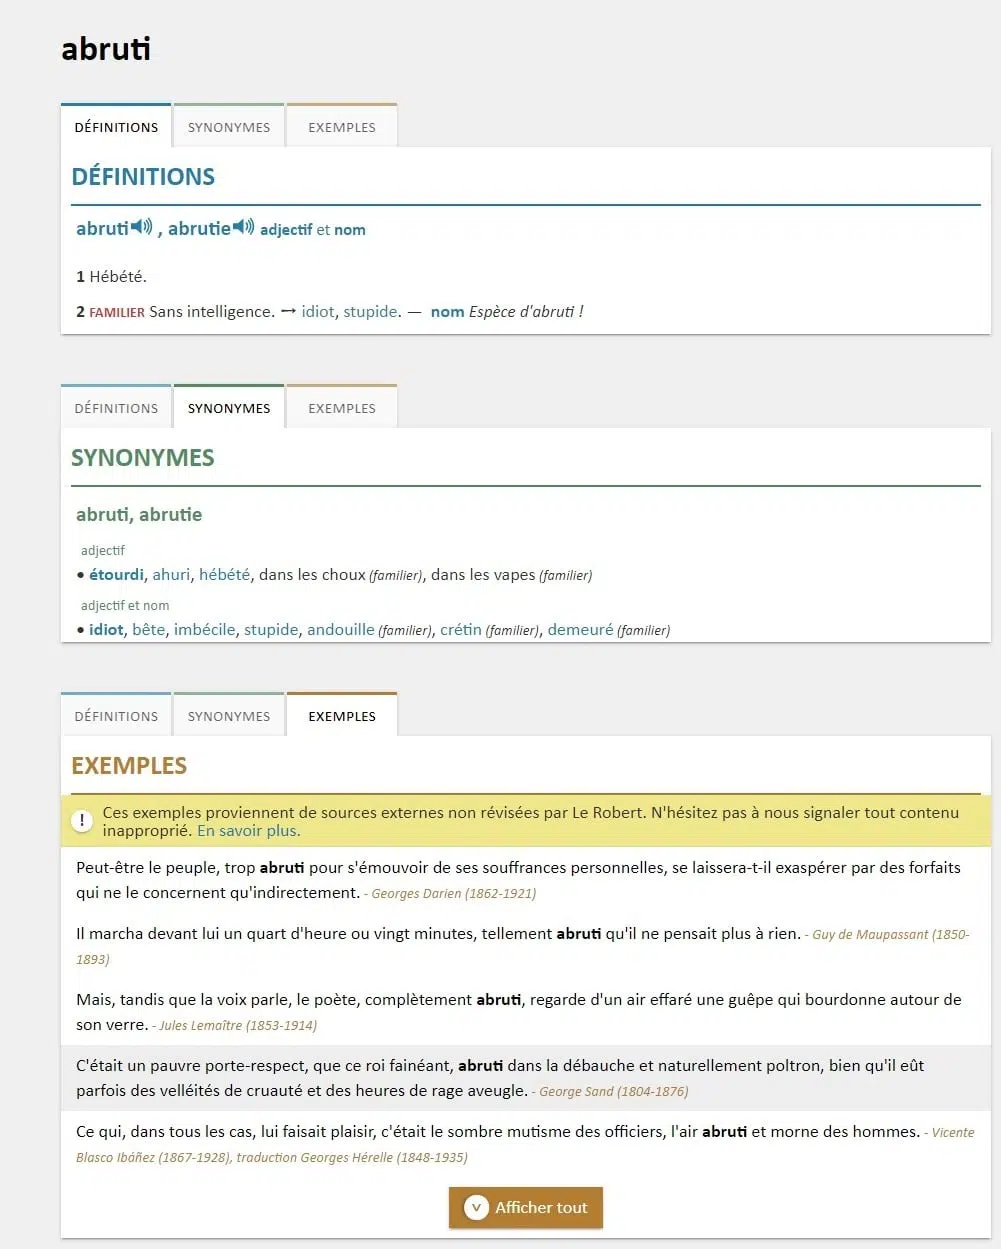 abruti
DÉFINITIONS SYNONYMES EXEMPLES
DÉFINITIONS
abruti , abrutie adjectif et nom
1 Hébété.
2 FAMILIER Sans intelligence. ➙ idiot, stupide. — nom Espèce d'abruti !
DÉFINITIONS SYNONYMES EXEMPLES
SYNONYMES
abruti, abrutie
adjectif
• étourdi, ahuri, hébété, dans les choux (familier), dans les vapes (familier)
adjectif et nom
• idiot, bête, imbécile, stupide, andouille (familier), crétin (familier), demeuré (familier)
DÉFINITIONS SYNONYMES EXEMPLES
EXEMPLES
! Ces exemples proviennent de sources externes non révisées par Le Robert. N'hésitez pas à nous signaler tout contenu
inapproprié. En savoir plus.
Peut-être le peuple, trop abruti pour s'émouvoir de ses souffrances personnelles, se laissera-t-il exaspérer par des forfaits
qui ne le concernent qu'indirectement. - Georges Darien (1862-1921)
Il marcha devant lui un quart d'heure ou vingt minutes, tellement abruti qu'il ne pensait plus à rien. - Guy de Maupassant (1850-
1893)
Mais, tandis que la voix parle, le poète, complètement abruti, regarde d'un air effaré une guêpe qui bourdonne autour de
son verre. - Jules Lemaître (1853-1914)
C'était un pauvre porte-respect, que ce roi fainéant, abruti dans la débauche et naturellement poltron, bien qu'il eût
parfois des velléités de cruauté et des heures de rage aveugle. - George Sand (1804-1876)
Ce qui, dans tous les cas, lui faisait plaisir, c'était le sombre mutisme des officiers, l'air abruti et morne des hommes. - Vicente
Blasco Ibáñez (1867-1928), traduction Georges Hérelle (1848-1935)
Afficher tout